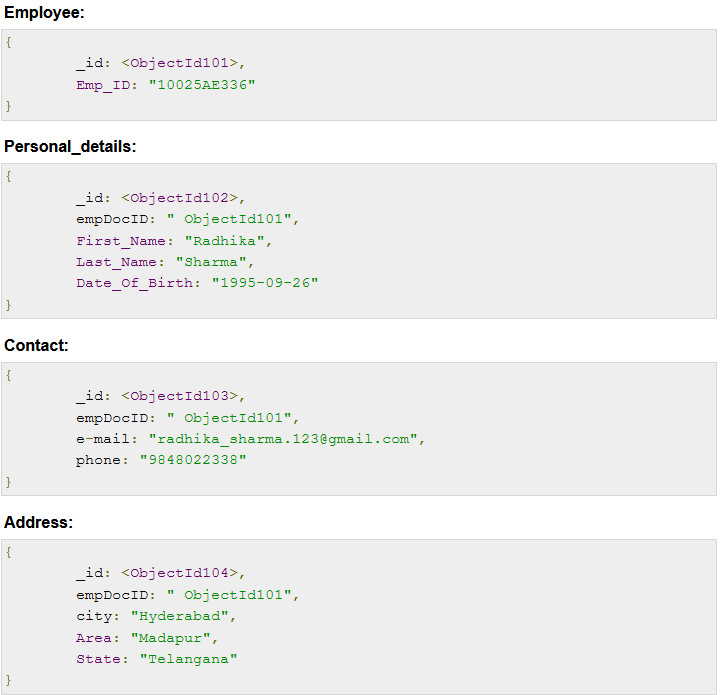 Employee:
{
_id: <ObjectId101>,
Emp_ID: "10025AE336"
}
Personal_details:
{
_id: <ObjectId102>,
empDocID: " ObjectId101",
First_Name: "Radhika",
Last_Name: "Sharma",
Date_Of_Birth: "1995-09-26"
}
Contact:
{
_id: <ObjectId103>,
empDocID: " ObjectId101",
e-mail: "radhika_sharma.123@gmail.com",
phone: "9848022338"
}
Address:
{
_id: <ObjectId104>,
empDocID: " ObjectId101",
city: "Hyderabad",
Area: "Madapur",
State: "Telangana"
}